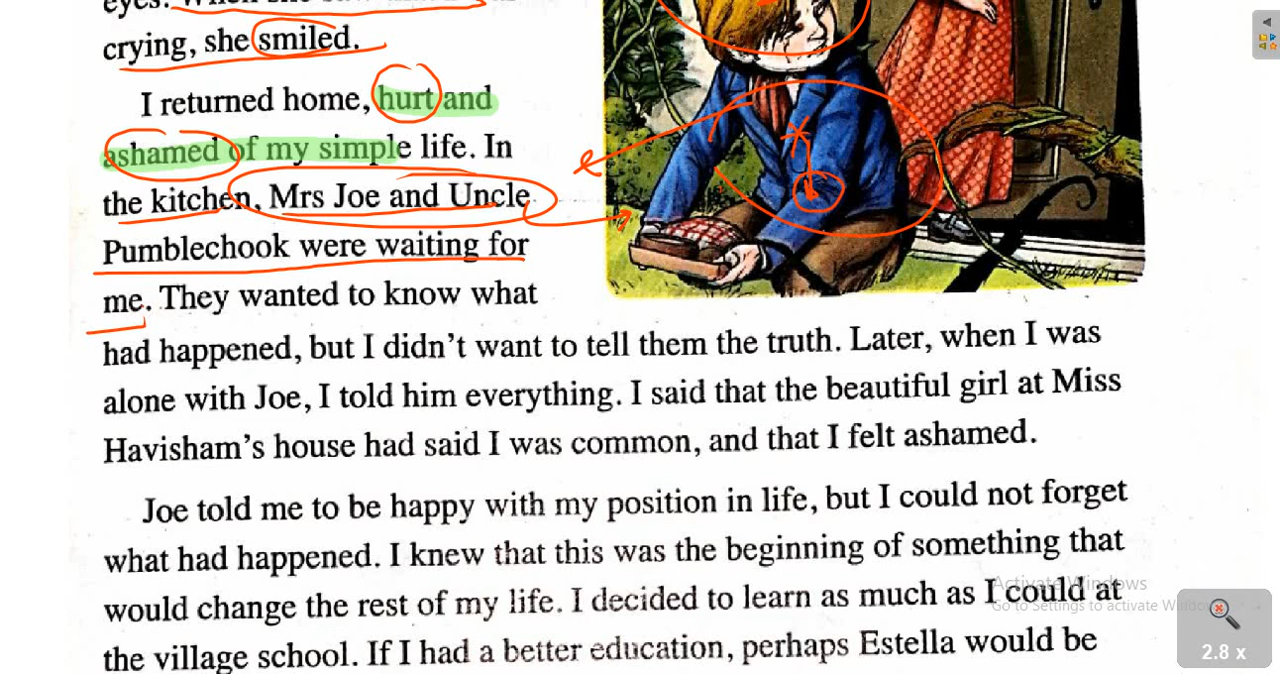 crying, she smiled.
I returned home, hurt and
ashamed of my simple life. In
the kitchen, Mrs Joe and Uncle
Pumblechook were waiting for
me. They wanted to know what
had happened, but I didn't want to tell them the truth. Later, when I was
alone with Joe, I told him everything. I said that the beautiful girl at Miss
Havisham's house had said I was common, and that I felt ashamed.
Joe told me to be happy with my position in life, but I could not forget
what had happened. I knew that this was the beginning of something that
would change the rest of my life. I decided to learn as much as I could at
the village school. If I had a better education, perhaps Estella would be
Activate Windows
Go to Settings to activate
2.8 x